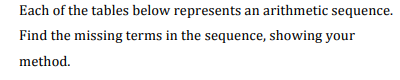 Each of the tables below represents an arithmetic sequence.
Find the missing terms in the sequence, showing your
method.